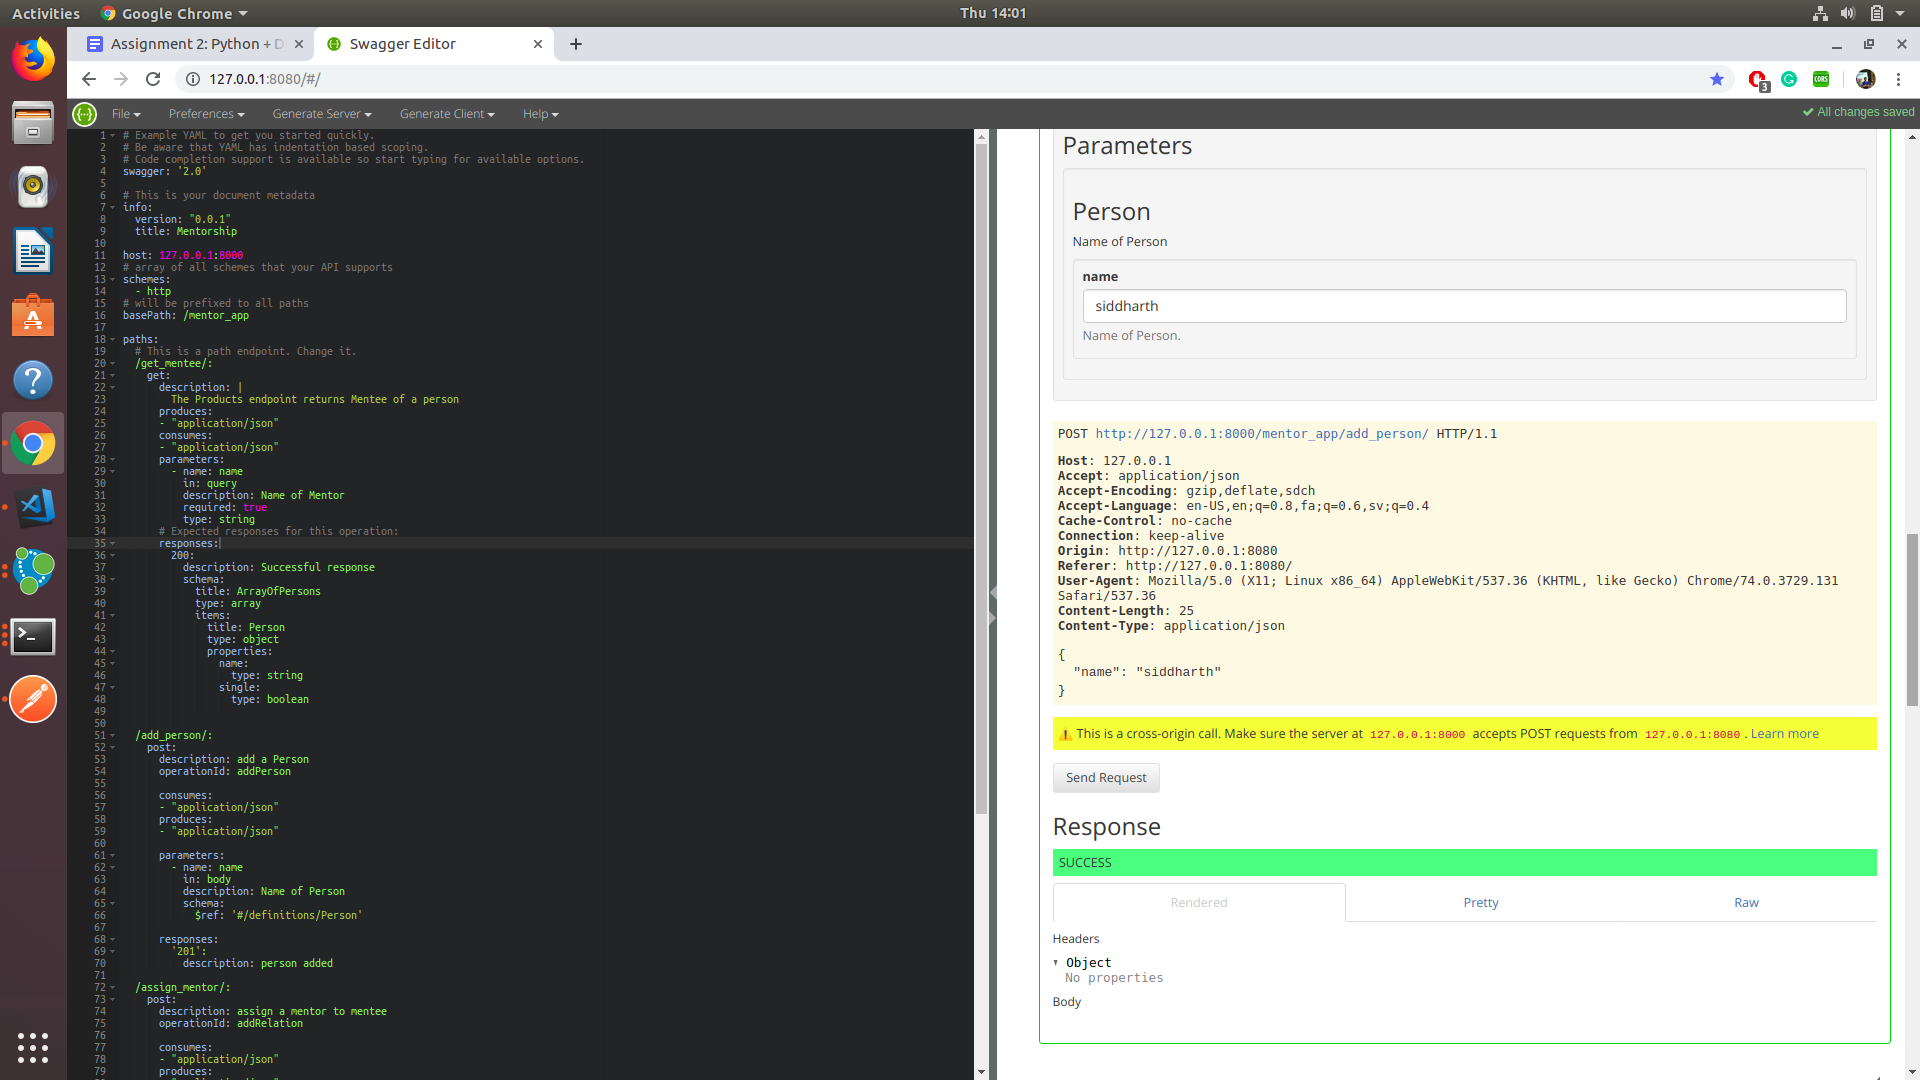 Activities
Google Chrome
Thu 14:01
Assignment 2: Python + D
Swagger Editor
127.0.0.1:8080/#/
3
CORS
File
Preferences
Generate Server
Generate Client
Help
All changes saved
1 # Example YAML to get you started quickly.
2 # Be aware that YAML has indentation based scoping.
3 # Code completion support is available so start typing for available options.
4 swagger: '2.0'
5
6 # This is your document metadata
7 info:
8 version: "0.0.1"
9 title: Mentorship
10
11 host: 127.0.0.1:8000
12 # array of all schemes that your API supports
13 schemes:
14 - http
15 # will be prefixed to all paths
16 basePath: /mentor_app
17
18 paths:
19 # This is a path endpoint. Change it.
20 /get_mentee/:
21 get:
22 description: |
23 The Products endpoint returns Mentee of a person
24 produces:
25 - "application/json"
26 consumes:
27 - "application/json"
28 parameters:
29 - name: name
30 in: query
31 description: Name of Mentor
32 required: true
33 type: string
34 # Expected responses for this operation:
35 responses:
36 200:
37 description: Successful response
38 schema:
39 title: ArrayOfPersons
40 type: array
41 items:
42 title: Person
43 type: object
44 properties:
45 name:
46 type: string
47 single:
48 type: boolean
49
50
51 /add_person/:
52 post:
53 description: add a Person
54 operationId: addPerson
55
56 consumes:
57 - "application/json"
58 produces:
59 - "application/json"
60
61 parameters:
62 - name: name
63 in: body
64 description: Name of Person
65 schema:
66 $ref: '#/definitions/Person'
67
68 responses:
69 '201':
70 description: person added
71
72 /assign_mentor/:
73 post:
74 description: assign a mentor to mentee
75 operationId: addRelation
76
77 consumes:
78 - "application/json"
79 produces:
Parameters
Person
Name of Person
name
siddharth
Name of Person.
POST http://127.0.0.1:8000/mentor_app/add_person/ HTTP/1.1
Host: 127.0.0.1
Accept: application/json
Accept-Encoding: gzip,deflate,sdch
Accept-Language: en-US,en;q=0.8,fa;q=0.6,sv;q=0.4
Cache-Control: no-cache
Connection: keep-alive
Origin: http://127.0.0.1:8080
Referer: http://127.0.0.1:8080/
User-Agent: Mozilla/5.0 (X11; Linux x86_64) AppleWebKit/537.36 (KHTML, like Gecko) Chrome/74.0.3729.131
Safari/537.36
Content-Length: 25
Content-Type: application/json
{
"name": "siddharth"
}
This is a cross-origin call. Make sure the server at 127.0.0.1:8000 accepts POST requests from 127.0.0.1:8080. Learn more
Send Request
Response
SUCCESS
Rendered
Pretty
Raw
Headers
Object
No properties
Body